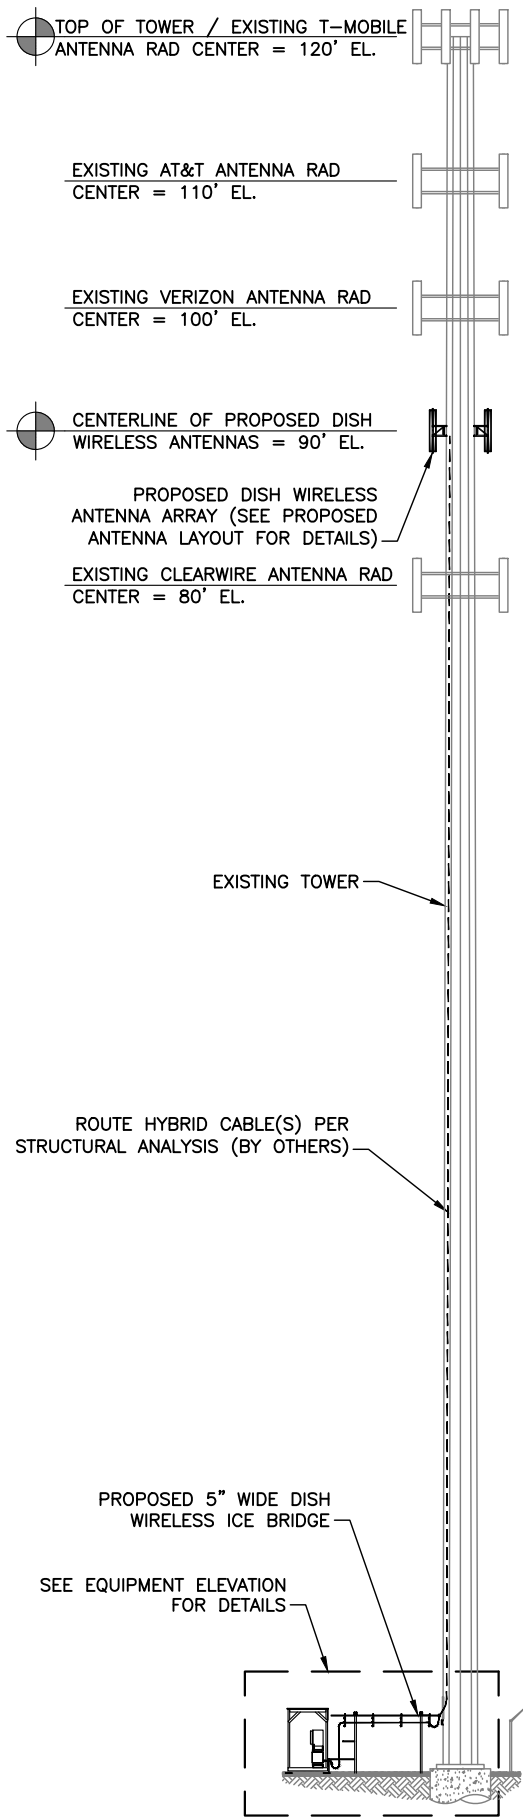 TOP OF TOWER / EXISTING T-MOBILE
ANTENNA RAD CENTER = 120' EL.
EXISTING AT&T ANTENNA RAD
CENTER = 110' EL.
EXISTING VERIZON ANTENNA RAD
CENTER = 100' EL.
CENTERLINE OF PROPOSED DISH
WIRELESS ANTENNAS = 90' EL.
PROPOSED DISH WIRELESS
ANTENNA ARRAY (SEE PROPOSED
ANTENNA LAYOUT FOR DETAILS)
EXISTING CLEARWIRE ANTENNA RAD
CENTER = 80' EL.
EXISTING TOWER
ROUTE HYBRID CABLE(S) PER
STRUCTURAL ANALYSIS (BY OTHERS)
PROPOSED 5" WIDE DISH
WIRELESS ICE BRIDGE
SEE EQUIPMENT ELEVATION
FOR DETAILS